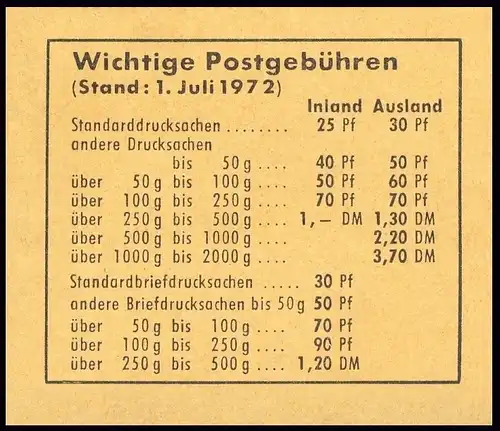 Wichtige Postgebühren
(Stand: 1. Juli 1972)
Inland Ausland
Standarddrucksachen ........ 25 Pf 30 Pf
andere Drucksachen
bis 50 g .... 40 Pf 50 Pf
über 50 g bis 100 g .... 50 Pf 60 Pf
über 100 g bis 250 g .... 70 Pf 70 Pf
über 250 g bis 500 g .... 1,– DM 1,30 DM
über 500 g bis 1000 g .... 2,20 DM
über 1000 g bis 2000 g .... 3,70 DM
Standardbriefdrucksachen ..... 30 Pf
andere Briefdrucksachen bis 50 g 50 Pf
über 50 g bis 100 g .... 70 Pf
über 100 g bis 250 g .... 90 Pf
über 250 g bis 500 g .... 1,20 DM